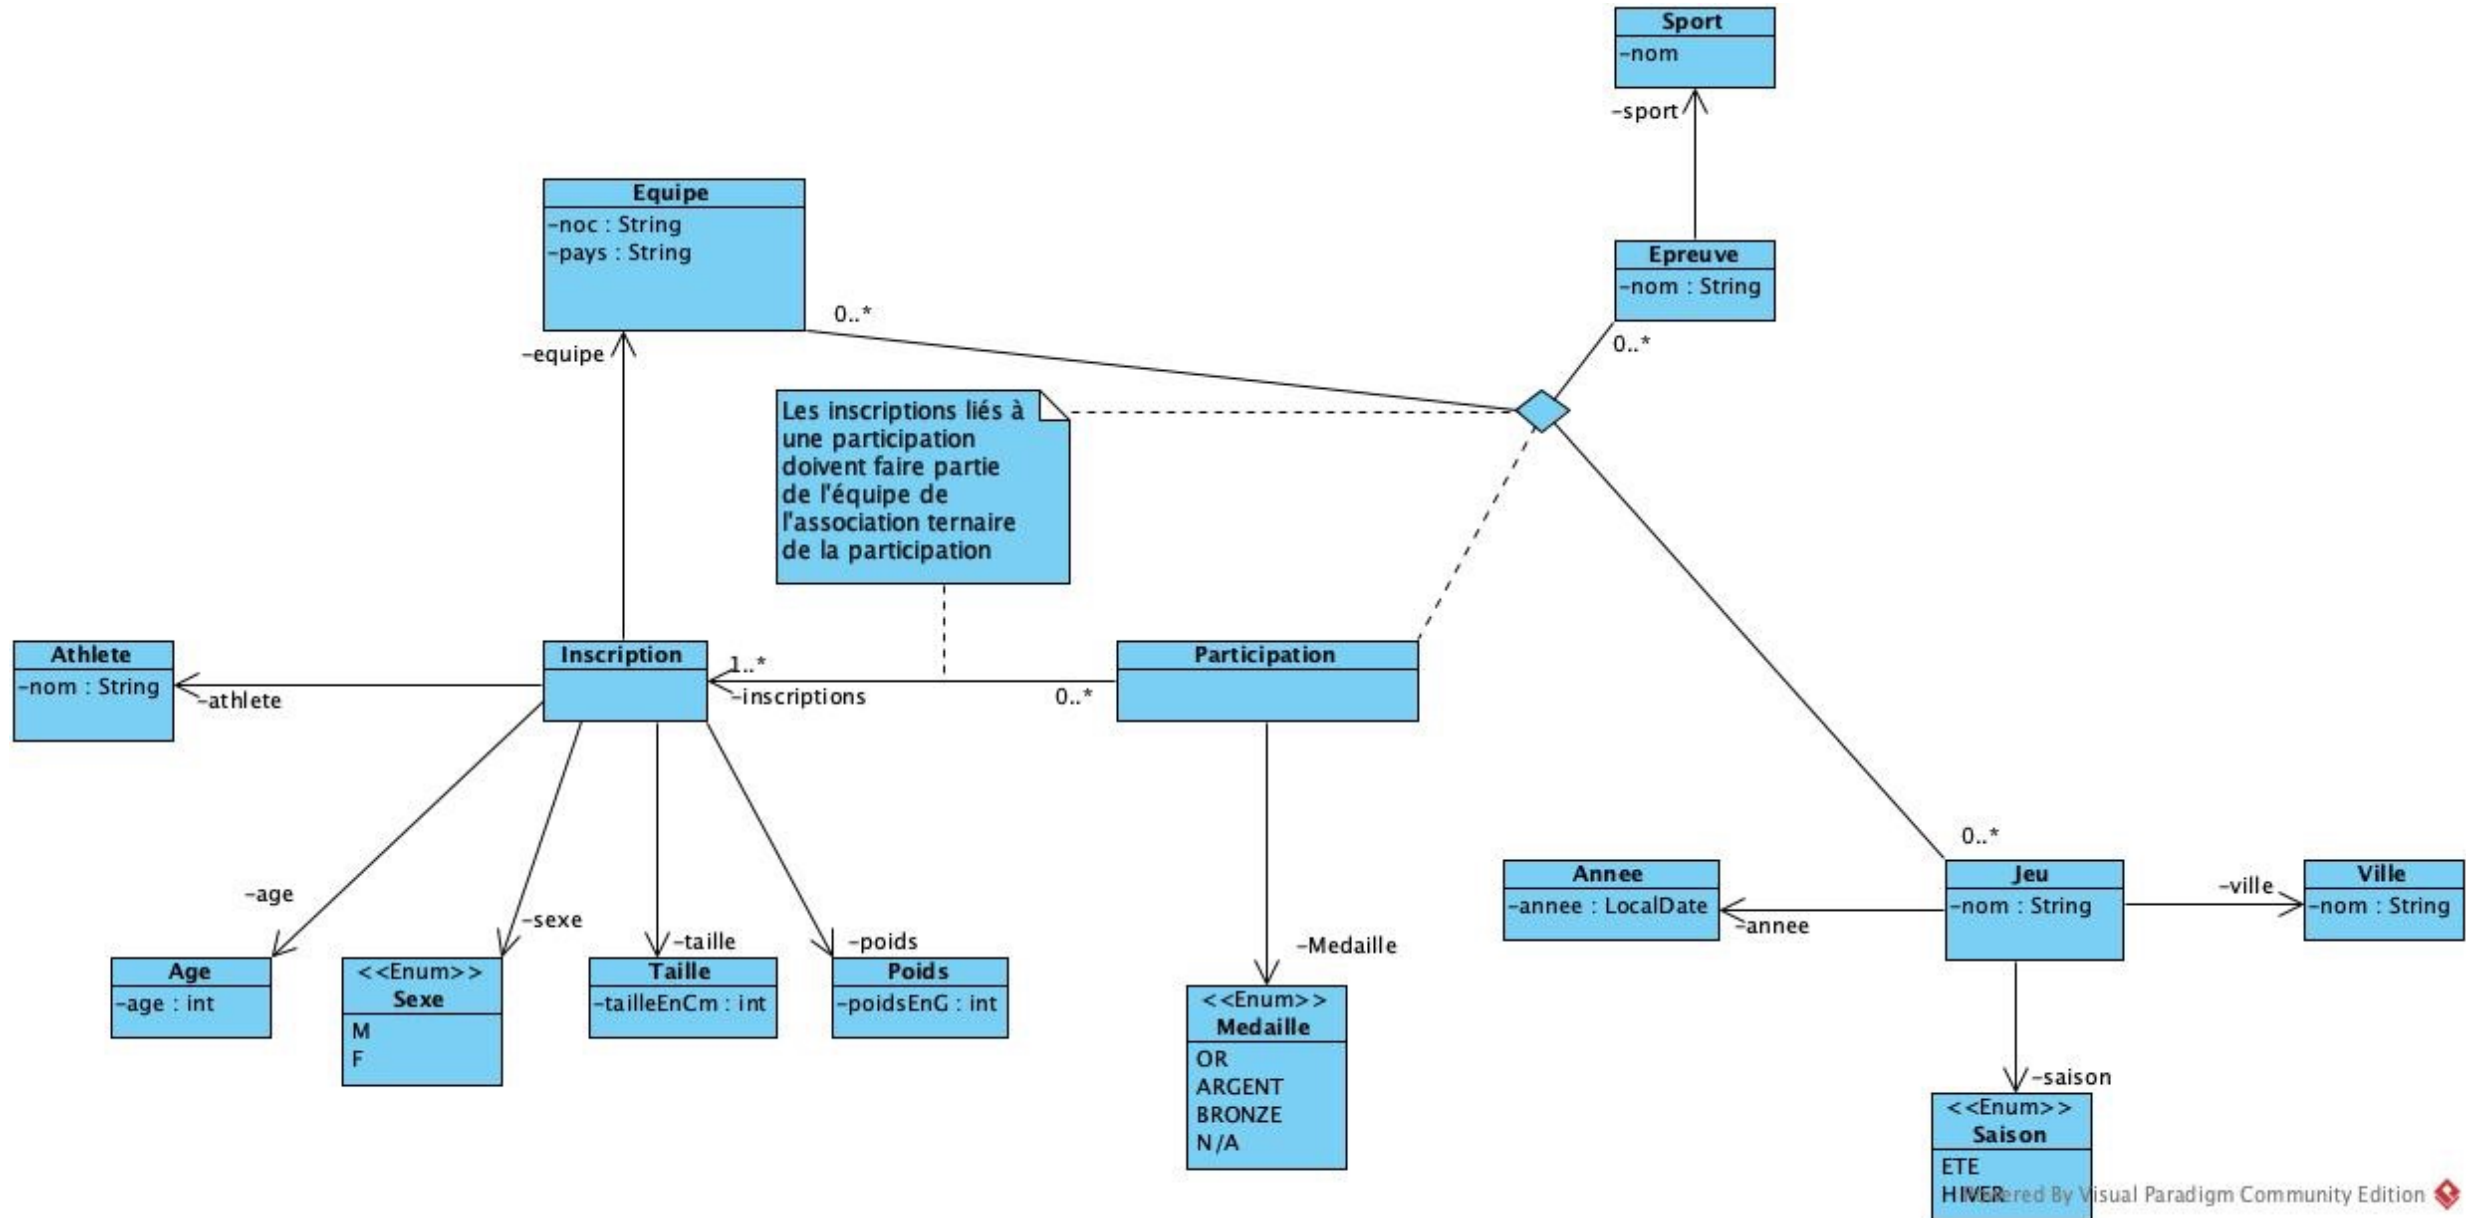 Sport
-nom
-sport
Equipe
-noc : String
-pays : String
Epreuve
-nom : String
0..*
0..*
-equipe
Les inscriptions liés à
une participation
doivent faire partie
de l'équipe de
l'association ternaire
de la participation
Athlete
-nom : String
-athlete
Inscription
1..*
-inscriptions
0..*
Participation
0..*
-age
-sexe
-taille
-poids
-Medaille
Annee
-annee : LocalDate
-annee
Jeu
-nom : String
-ville
Ville
-nom : String
Age
-age : int
<<Enum>>
Sexe
M
F
Taille
-tailleEnCm : int
Poids
-poidsEnG : int
<<Enum>>
Medaille
OR
ARGENT
BRONZE
N/A
-saison
<<Enum>>
Saison
ETE
HIVER
Powered By Visual Paradigm Community Edition